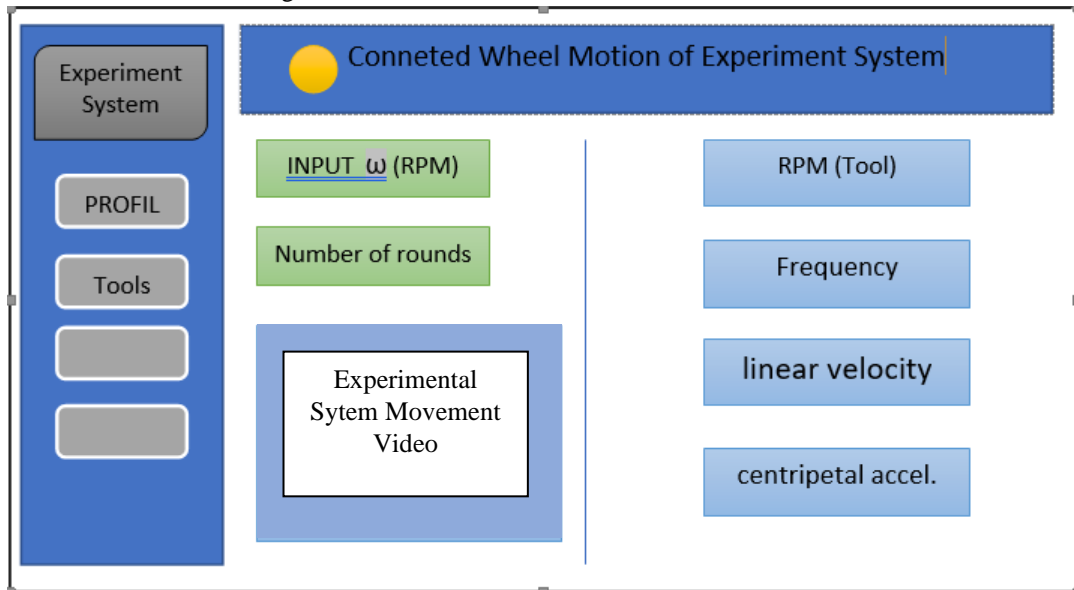 Experiment
System
PROFIL
Tools
Conneted Wheel Motion of Experiment System
INPUT ω (RPM)
Number of rounds
Experimental
Sytem Movement
Video
RPM (Tool)
Frequency
linear velocity
centripetal accel.